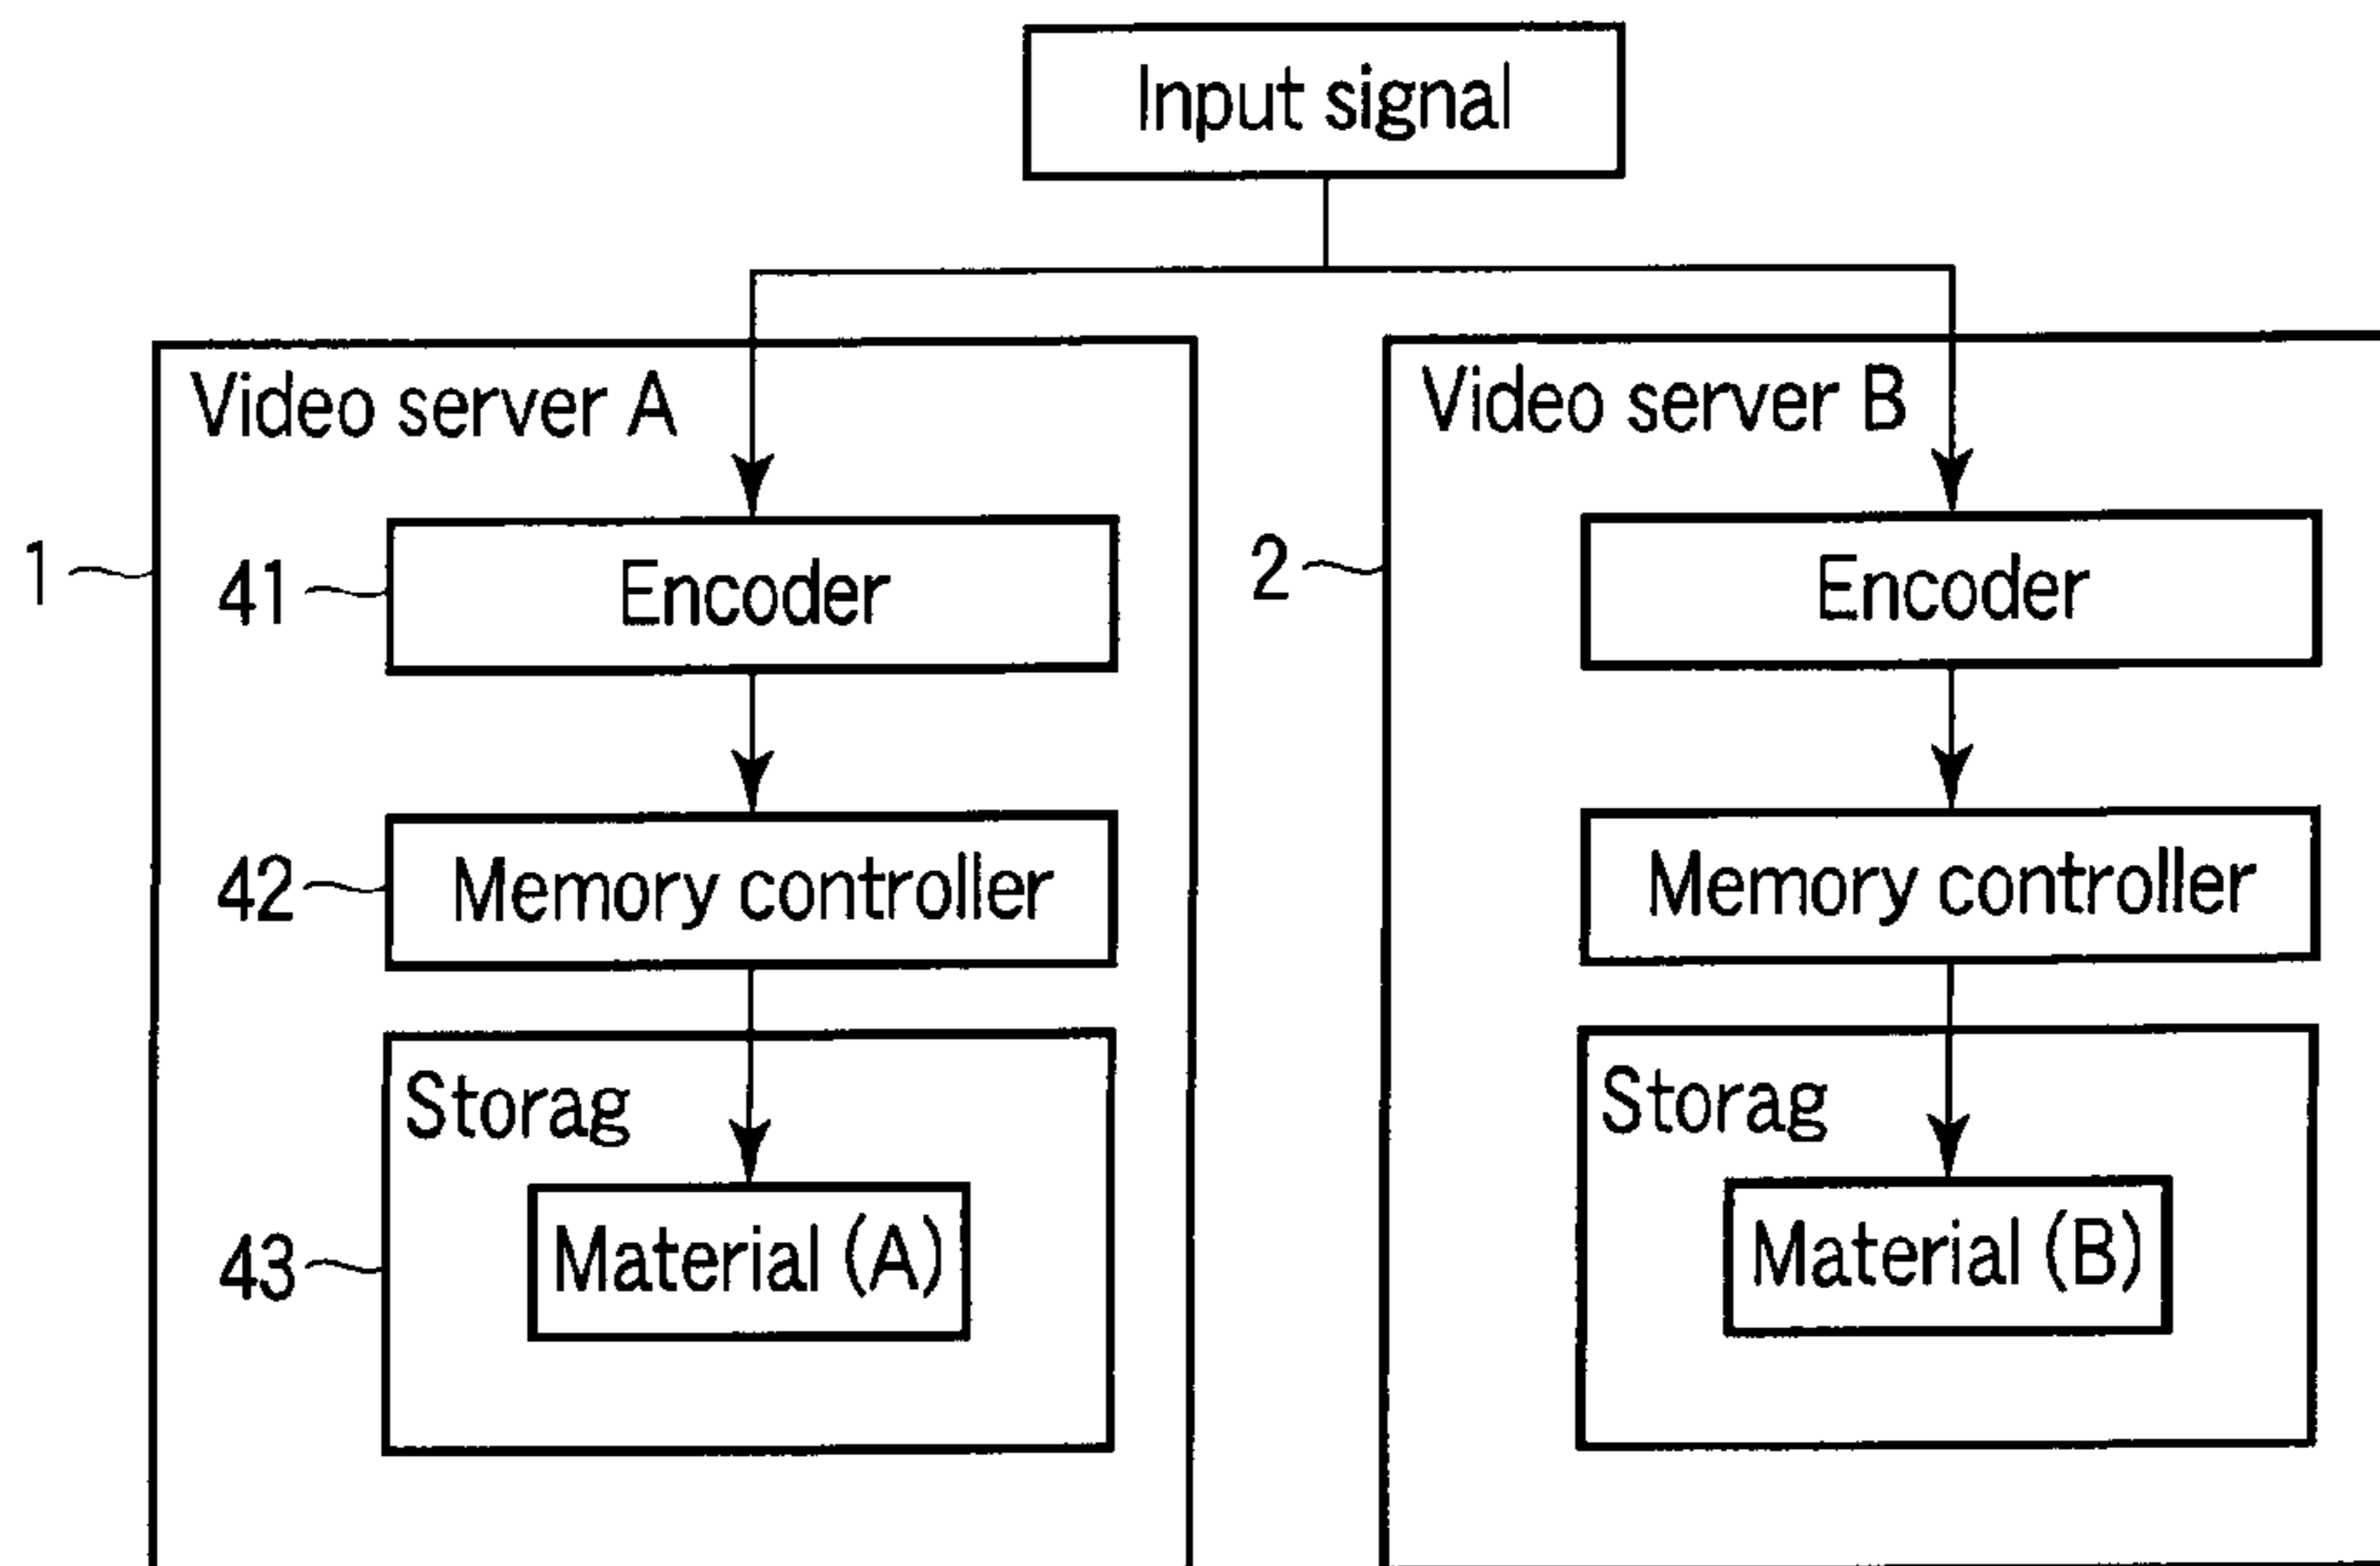 Input signal
Video server A
1
41
Encoder
42
Memory controller
Storag
43
Material (A)
Video server B
2
Encoder
Memory controller
Storag
Material (B)